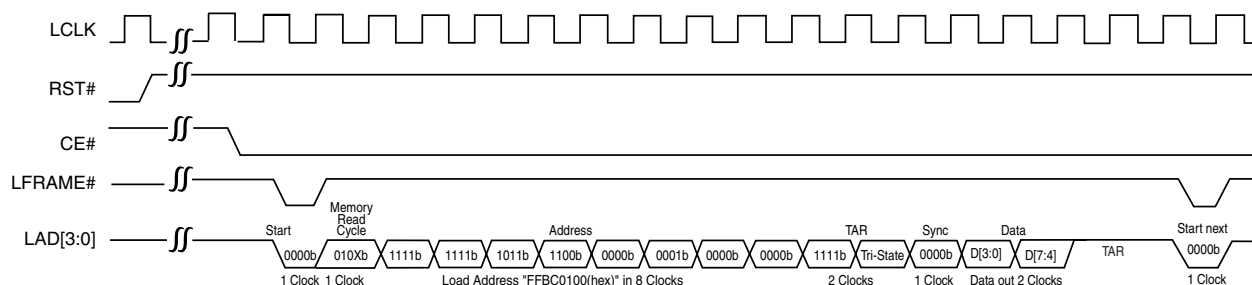 LCLK
RST#
CE#
LFRAME#
Memory
Read
Start Cycle Address TAR Sync Data Start next
LAD[3:0]
0000b 010Xb 1111b 1111b 1011b 1100b 0000b 0001b 0000b 0000b 1111b Tri-State 0000b D[3:0] D[7:4] TAR 0000b
1 Clock 1 Clock Load Address "FFBC0100(hex)" in 8 Clocks 2 Clocks 1 Clock Data out 2 Clocks 1 Clock